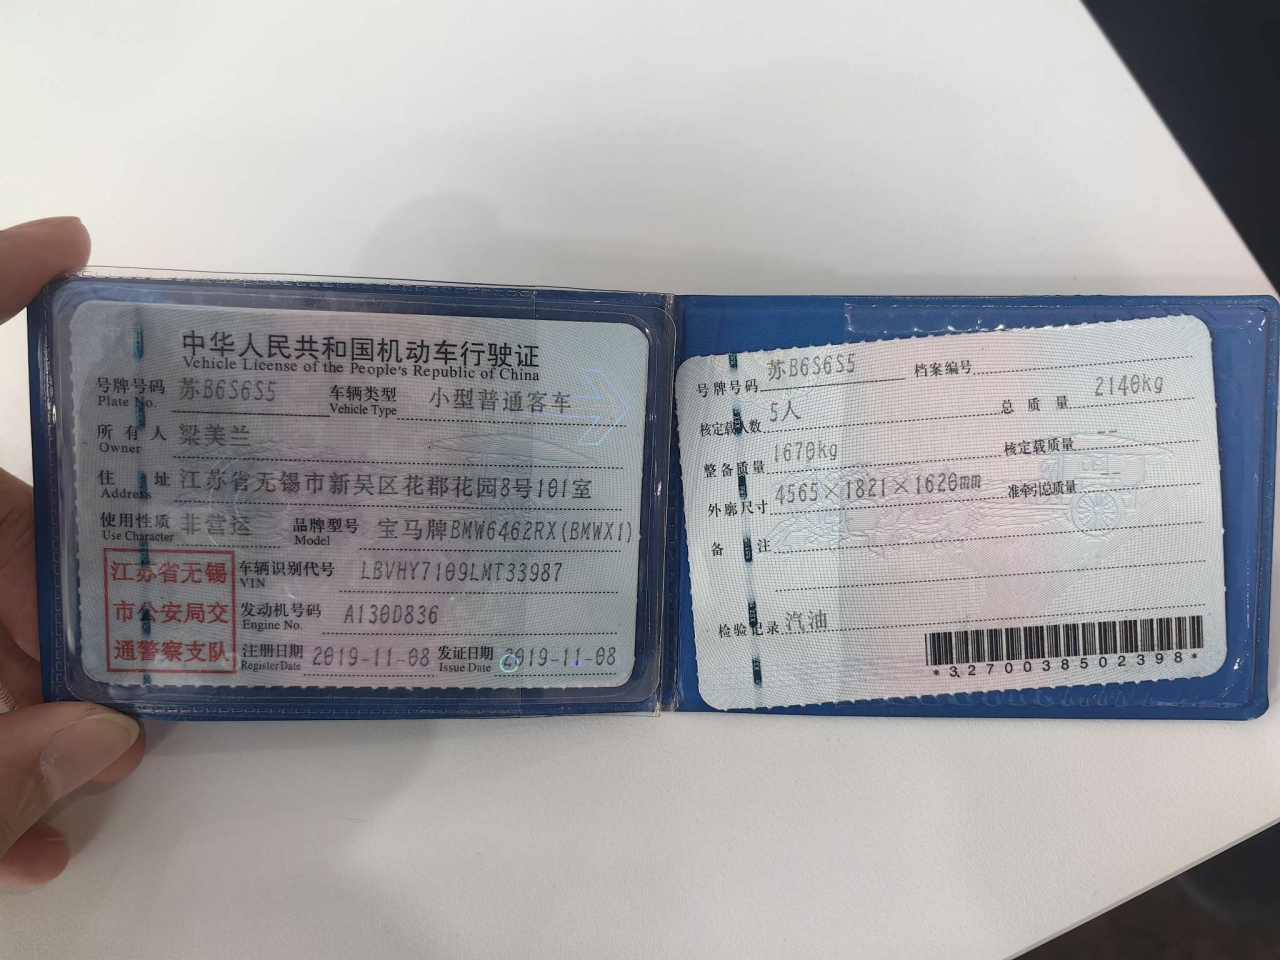 中华人民共和国机动车行驶证
Vehicle License of the People's Republic of China
号牌号码 苏B6S6S5 车辆类型 小型普通客车
Plate No. Vehicle Type
所有人 梁美兰
Owner
住址 江苏省无锡市新吴区花郡花园8号101室
Address
使用性质 非营运 品牌型号 宝马牌BMW6462RX(BMWX1)
Use Character Model
江苏省无锡
市公安局交
通警察支队
车辆识别代号 LBVHY7109LMT33987
VIN
发动机号码 A130D836
Engine No.
注册日期 2019-11-08 发证日期 2019-11-08
Register Date Issue Date
号牌号码 苏B6S6S5 档案编号
核定载人数 5人 总质量 2140kg
整备质量 1670kg 核定载质量 --
外廓尺寸 4565×1821×1620mm 准牵引总质量 --
备注
检验记录 汽油
*3270038502398*